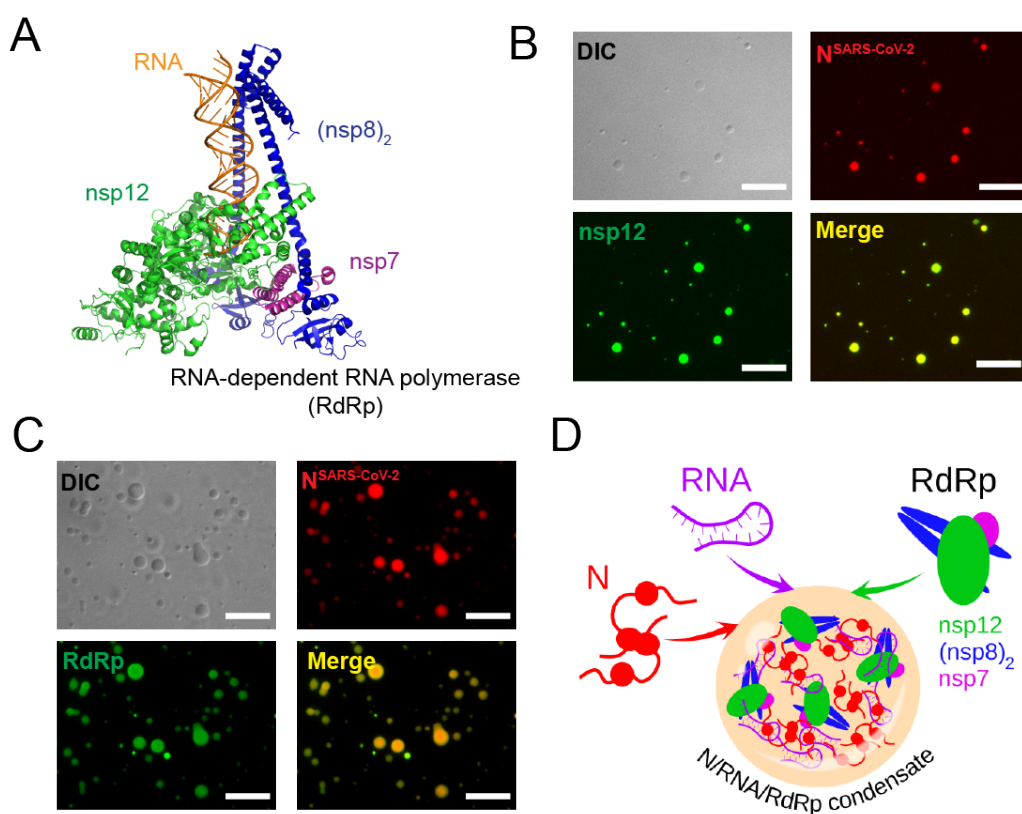 A
RNA
(nsp8)2
nsp12
nsp7
RNA-dependent RNA polymerase
(RdRp)
B
DIC
NSARS-CoV-2
nsp12
Merge
C
DIC
NSARS-CoV-2
RdRp
Merge
D
RNA
RdRp
N
nsp12
(nsp8)2
nsp7
N/RNA/RdRp condensate